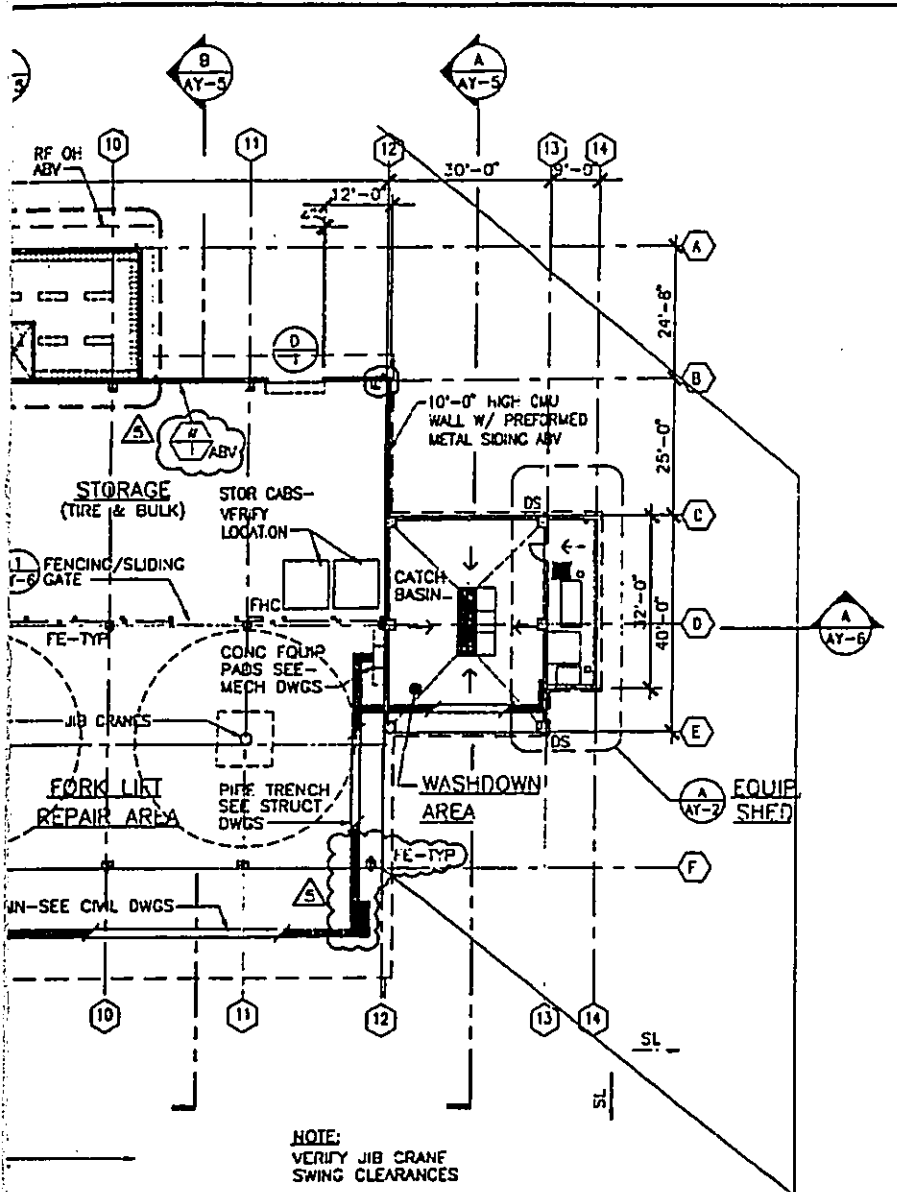 B
AY-5
A
AY-5
10
11
12
13
14
RF OH
ABV
30'-0"
9'-0"
12'-0"
A
24'-8"
D
1
B
10'-0" HIGH CMU
WALL W/ PREFORMED
METAL SIDING ABV
25'-0"
5
ABV
STORAGE
(TIRE & BULK)
STOR CABS-
VERIFY
LOCATION
DS
C
FENCING/SLIDING
GATE
CATCH
BASIN
FHC
32'-0"
40'-0"
D
A
AY-6
FE-TYP
CONC EQUIP
PADS SEE
MECH DWGS
JIB CRANES
E
DS
FORK LIFT
REPAIR AREA
PIPE TRENCH
SEE STRUCT
DWGS
WASHDOWN
AREA
A
AY-2
EQUIP
SHED
FE-TYP
F
5
IN-SEE CIVIL DWGS
10
11
12
13
14
SL
SL
NOTE:
VERIFY JIB CRANE
SWING CLEARANCES